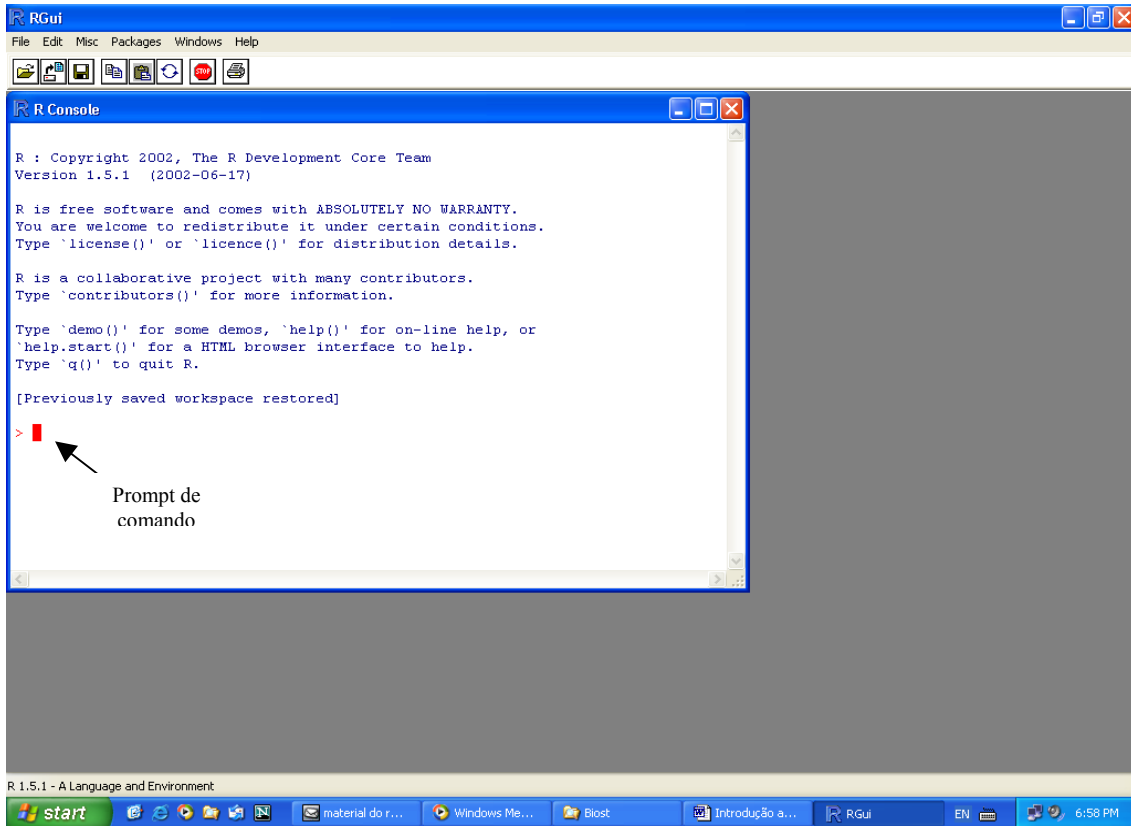 RGui
File Edit Misc Packages Windows Help
STOP
R Console
R : Copyright 2002, The R Development Core Team
Version 1.5.1  (2002-06-17)
R is free software and comes with ABSOLUTELY NO WARRANTY.
You are welcome to redistribute it under certain conditions.
Type `license()' or `licence()' for distribution details.
R is a collaborative project with many contributors.
Type `contributors()' for more information.
Type `demo()' for some demos, `help()' for on-line help, or
`help.start()' for a HTML browser interface to help.
Type `q()' to quit R.
[Previously saved workspace restored]
>
Prompt de
comando
R 1.5.1 - A Language and Environment
start N material do r... Windows Me... Biost Introdução a... RGui EN 6:58 PM